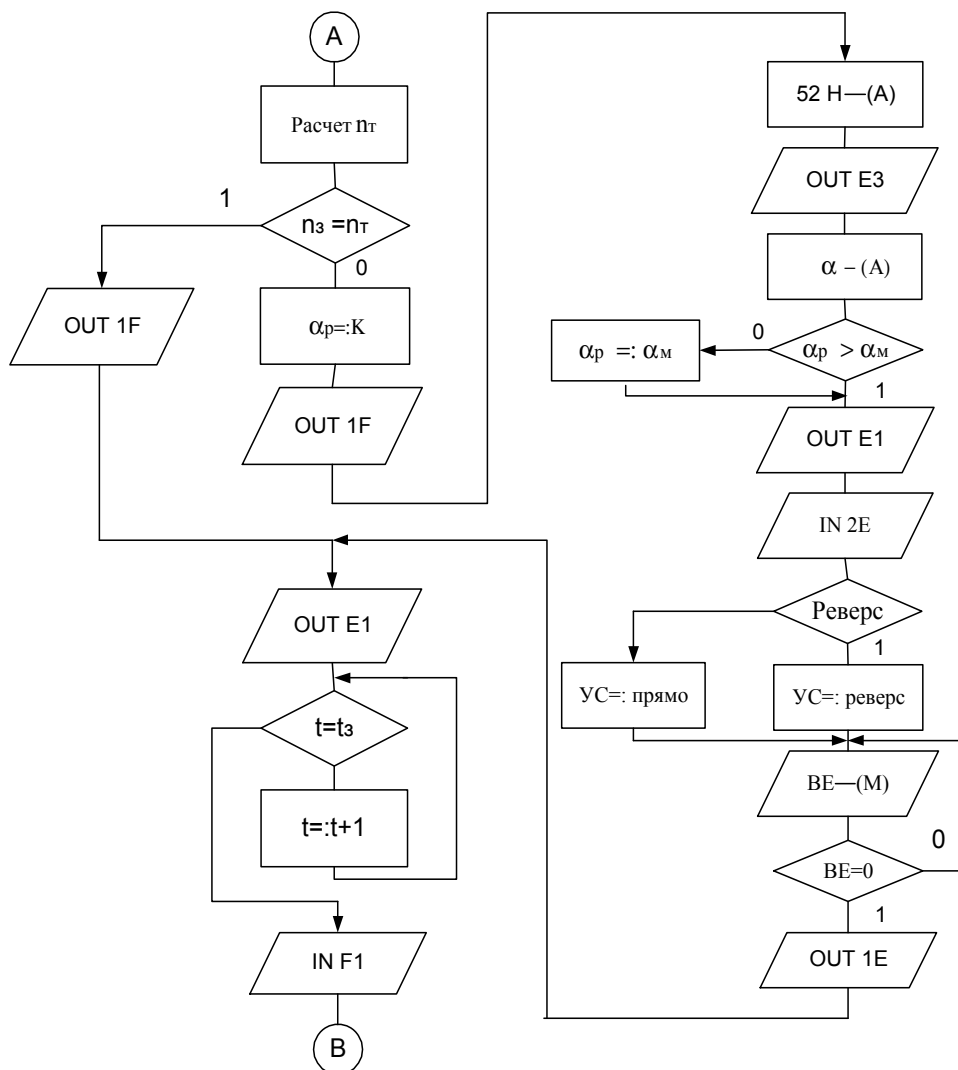 A
Расчет nт
1
nз =nт
0
OUT 1F
αр=:K
OUT 1F
OUT E1
t=tз
t=:t+1
IN F1
B
52 H—(A)
OUT E3
α – (A)
0
αр > αм
αр =: αм
1
OUT E1
IN 2E
Реверс
1
УС=: прямо
УС=: реверс
BE—(M)
0
BE=0
1
OUT 1E